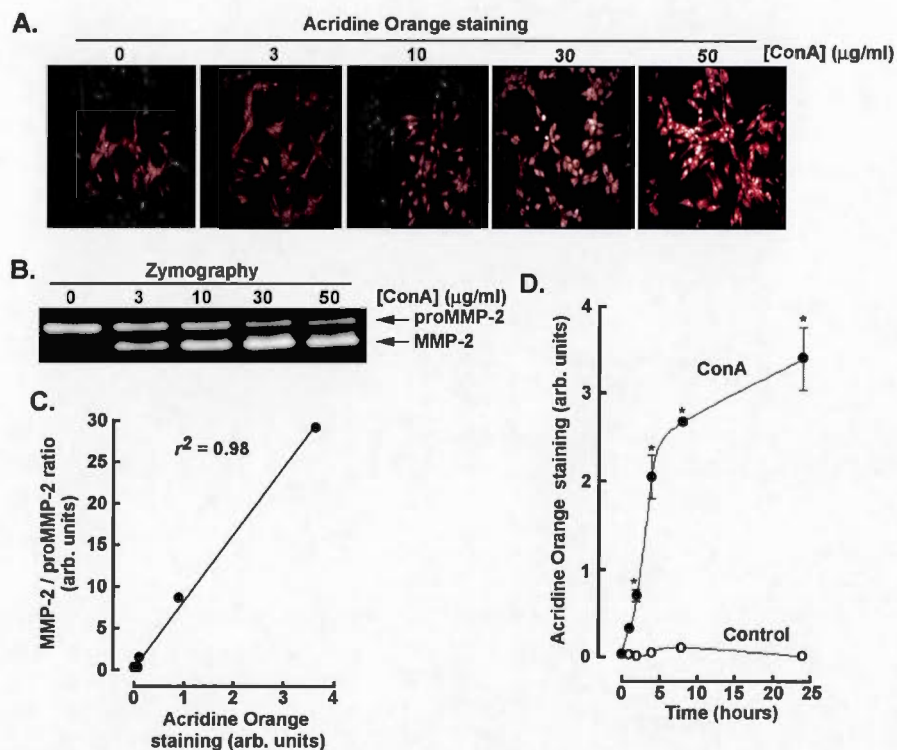 A.
Acridine Orange staining
0 3 10 30 50 [ConA] (µg/ml)
B.
Zymography
0 3 10 30 50 [ConA] (µg/ml)
proMMP-2
MMP-2
C.
MMP-2 / proMMP-2 ratio
(arb. units)
30
25
20
15
10
5
0
r² = 0.98
0 1 2 3 4
Acridine Orange
staining (arb. units)
D.
Acridine Orange staining (arb. units)
4
3
2
1
0
ConA
Control
* * * * *
0 5 10 15 20 25
Time (hours)